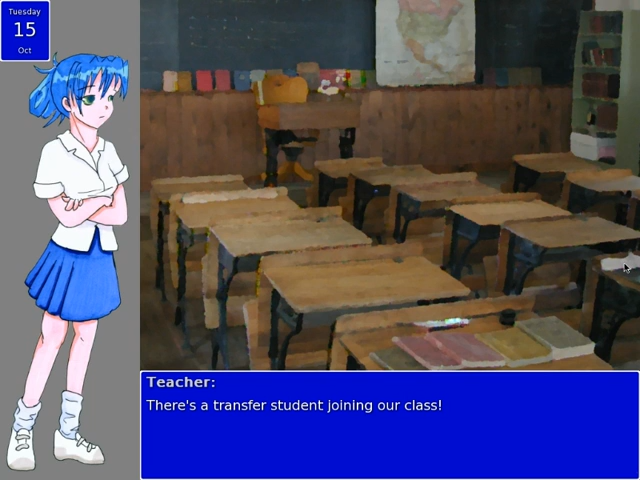 Tuesday
15
Oct
Teacher:
There's a transfer student joining our class!